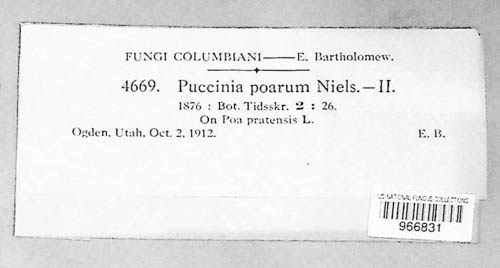 FUNGI COLUMBIANI—E. Bartholomew.
4669. Puccinia poarum Niels.—II.
1876 : Bot. Tidsskr. 2 : 26.
On Poa pratensis L.
Ogden, Utah, Oct. 2, 1912. E. B.
US NATIONAL FUNGUS COLLECTIONS
966831